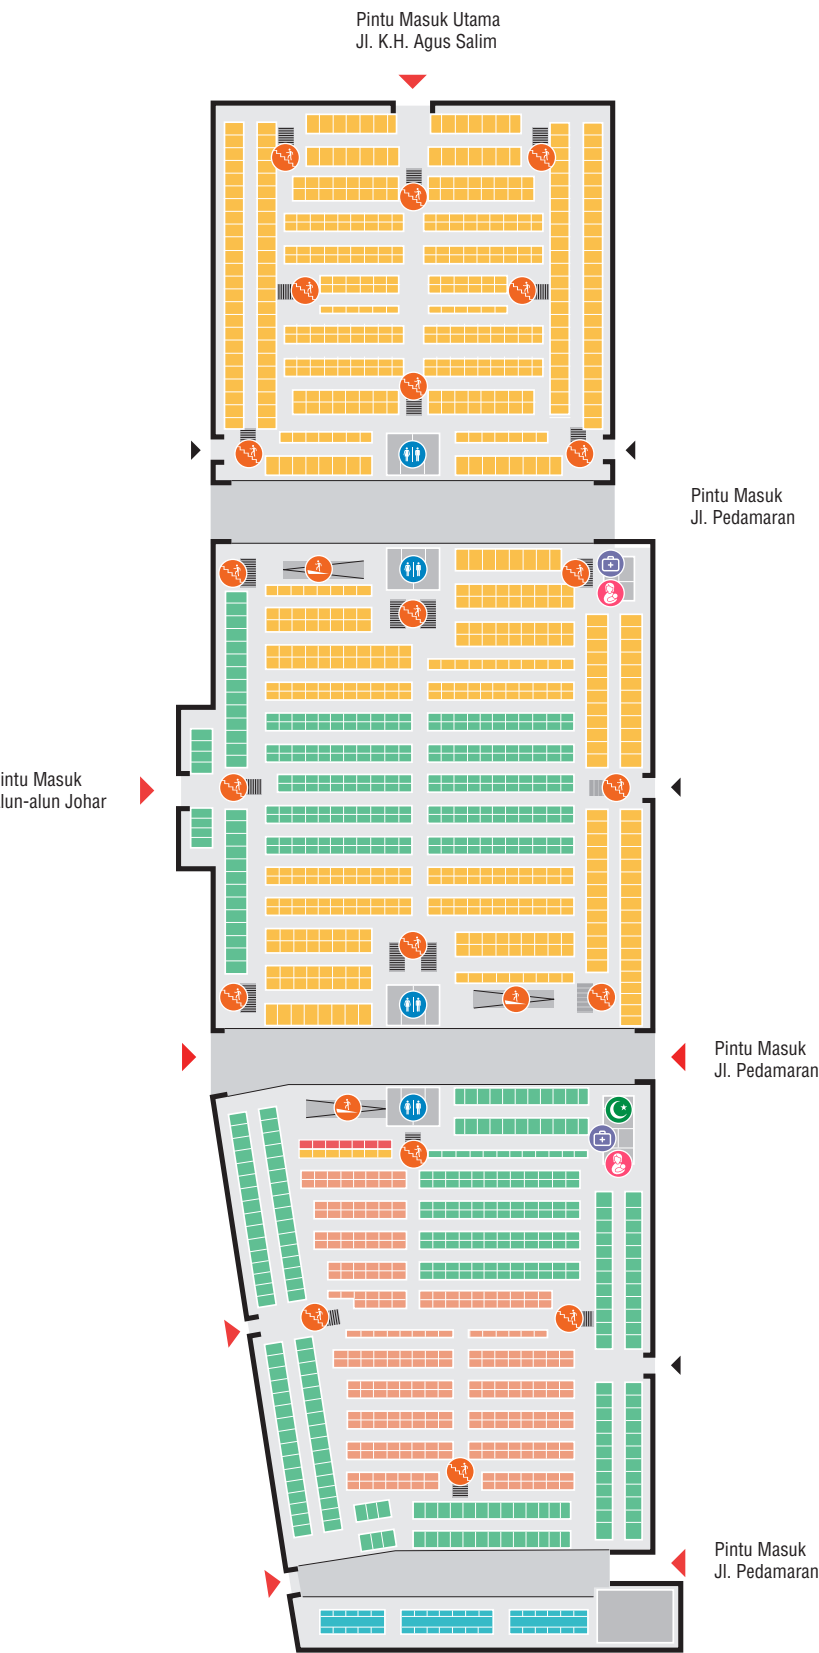 Pintu Masuk Utama
Jl. K.H. Agus Salim
Pintu Masuk
Jl. Pedamaran
intu Masuk
lun-alun Johar
Pintu Masuk
Jl. Pedamaran
Pintu Masuk
Jl. Pedamaran